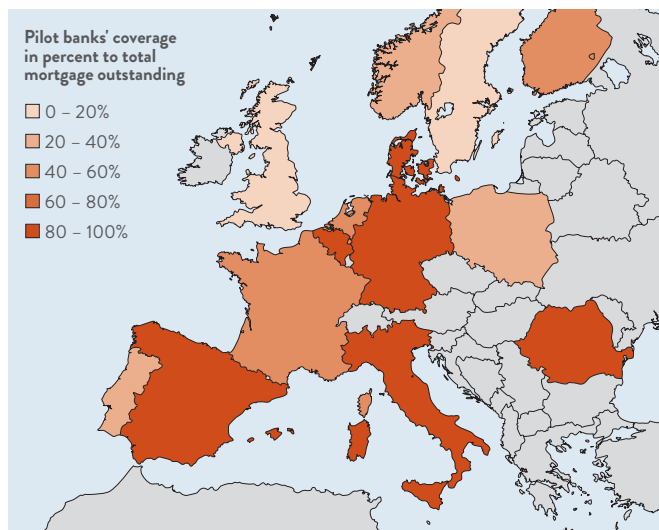 Pilot banks' coverage
in percent to total
mortgage outstanding
0 – 20%
20 – 40%
40 – 60%
60 – 80%
80 – 100%